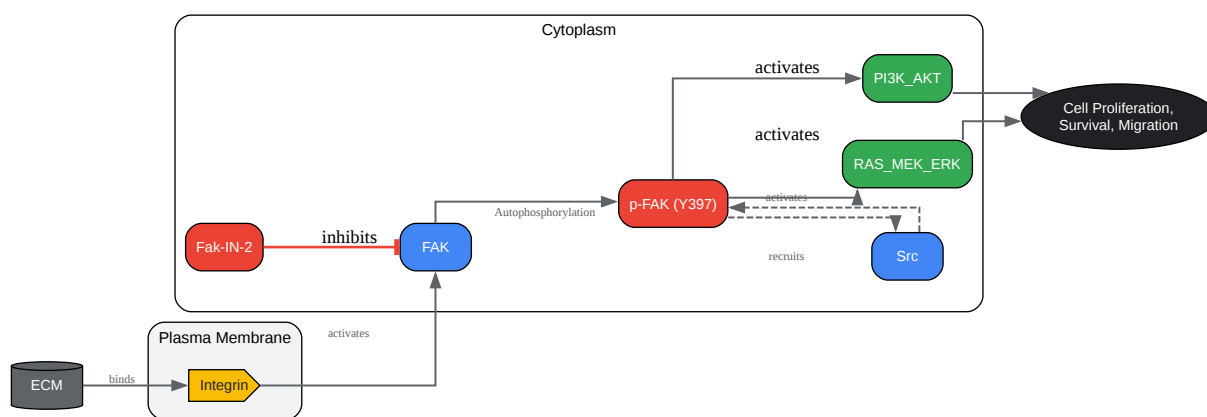 Cytoplasm
activates
PI3K_AKT
Cell Proliferation,
Survival, Migration
activates
RAS_MEK_ERK
p-FAK (Y397)
activates
Autophosphorylation
Fak-IN-2
inhibits
FAK
recruits
Src
activates
Plasma Membrane
ECM
binds
Integrin